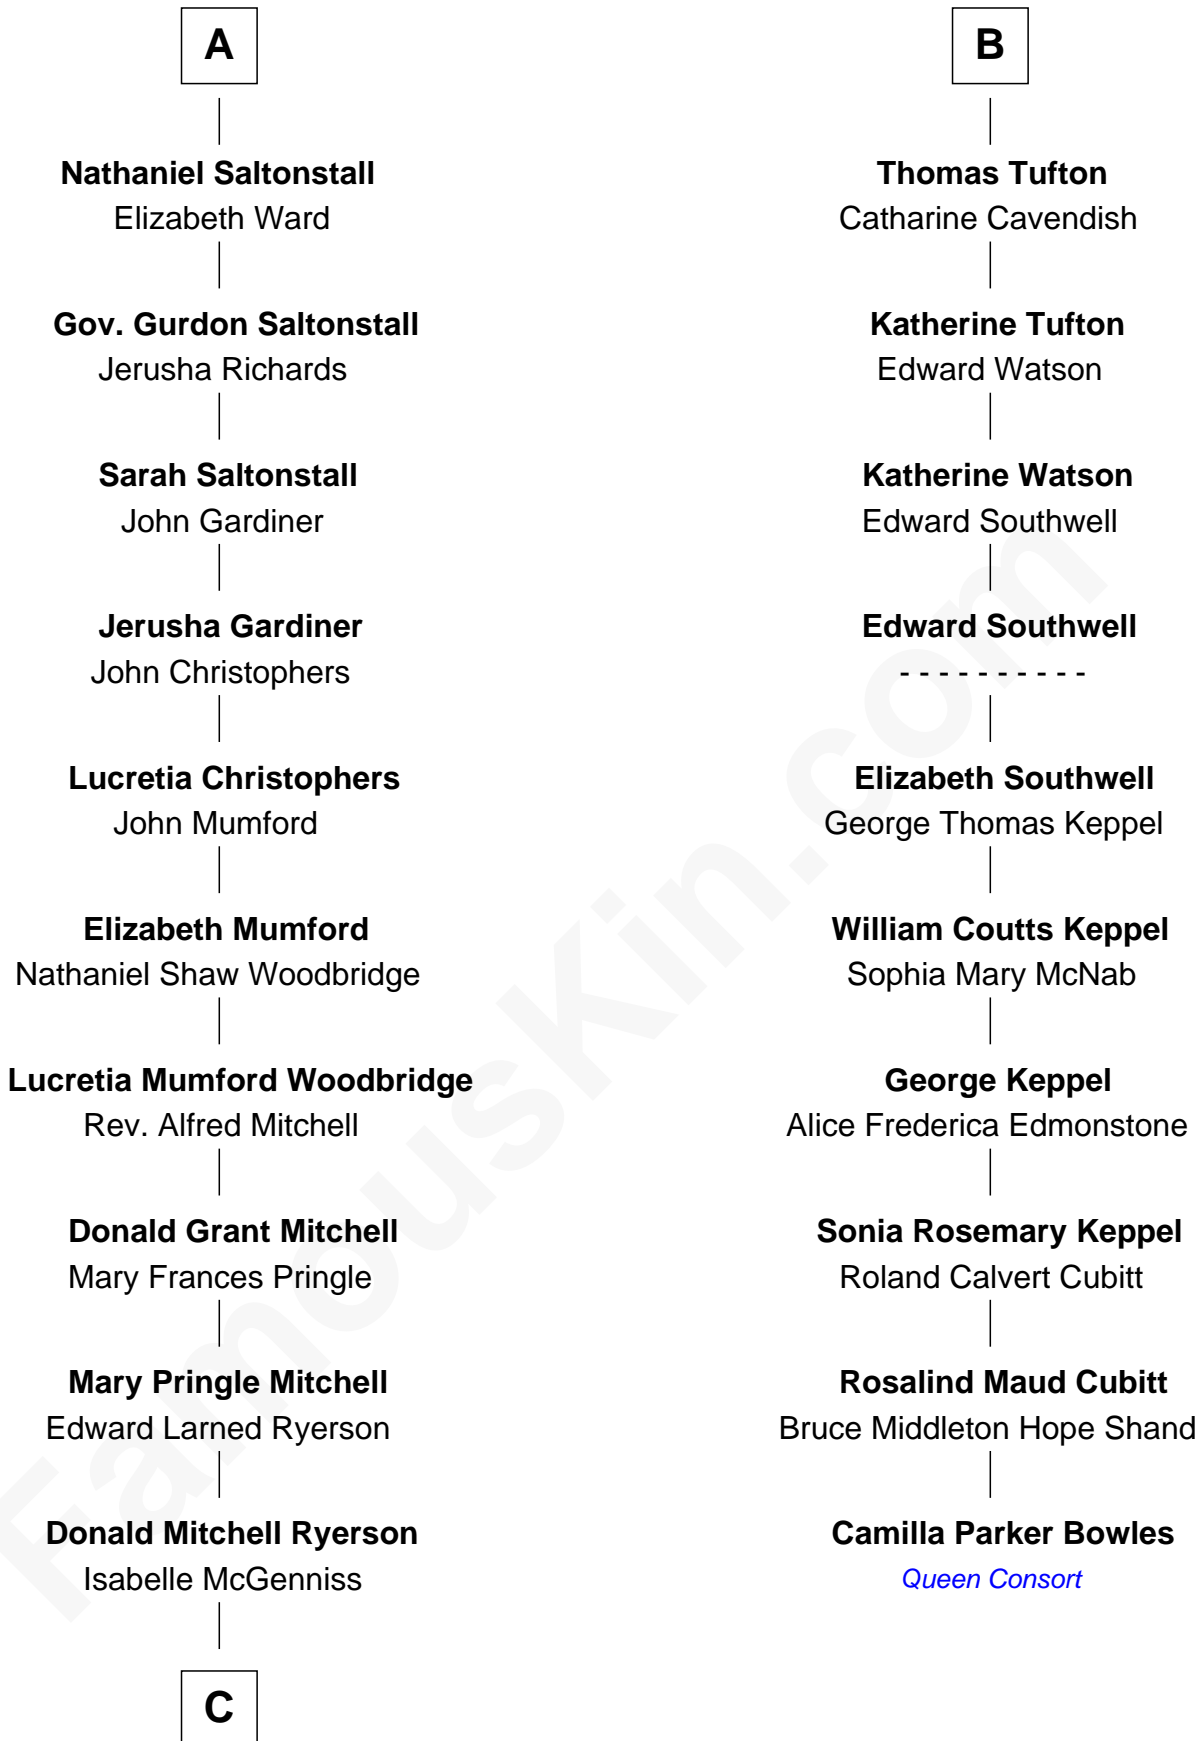 A
Nathaniel Saltonstall
Elizabeth Ward
Gov. Gurdon Saltonstall
Jerusha Richards
Sarah Saltonstall
John Gardiner
Jerusha Gardiner
John Christophers
Lucretia Christophers
John Mumford
Elizabeth Mumford
Nathaniel Shaw Woodbridge
Lucretia Mumford Woodbridge
Rev. Alfred Mitchell
Donald Grant Mitchell
Mary Frances Pringle
Mary Pringle Mitchell
Edward Larned Ryerson
Donald Mitchell Ryerson
Isabelle McGenniss
C
B
Thomas Tufton
Catharine Cavendish
Katherine Tufton
Edward Watson
Katherine Watson
Edward Southwell
Edward Southwell
- - - - - - - - - -
Elizabeth Southwell
George Thomas Keppel
William Coutts Keppel
Sophia Mary McNab
George Keppel
Alice Frederica Edmonstone
Sonia Rosemary Keppel
Roland Calvert Cubitt
Rosalind Maud Cubitt
Bruce Middleton Hope Shand
Camilla Parker Bowles
Queen Consort
FamousKin.com